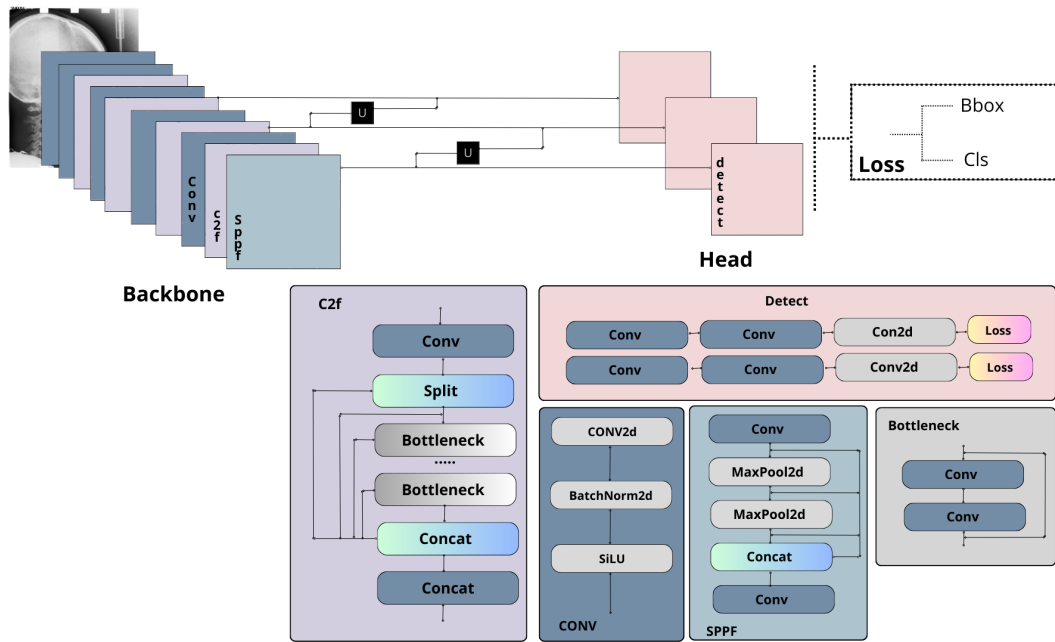 U
U
Conv
c2f
Sppf
detect
Bbox
Cls
Loss
Backbone
Head
C2f
Conv
Split
Bottleneck
.....
Bottleneck
Concat
Concat
Detect
Conv Conv Con2d Loss
Conv Conv Conv2d Loss
CONV2d
BatchNorm2d
SiLU
CONV
Conv
MaxPool2d
MaxPool2d
Concat
Conv
SPPF
Bottleneck
Conv
Conv